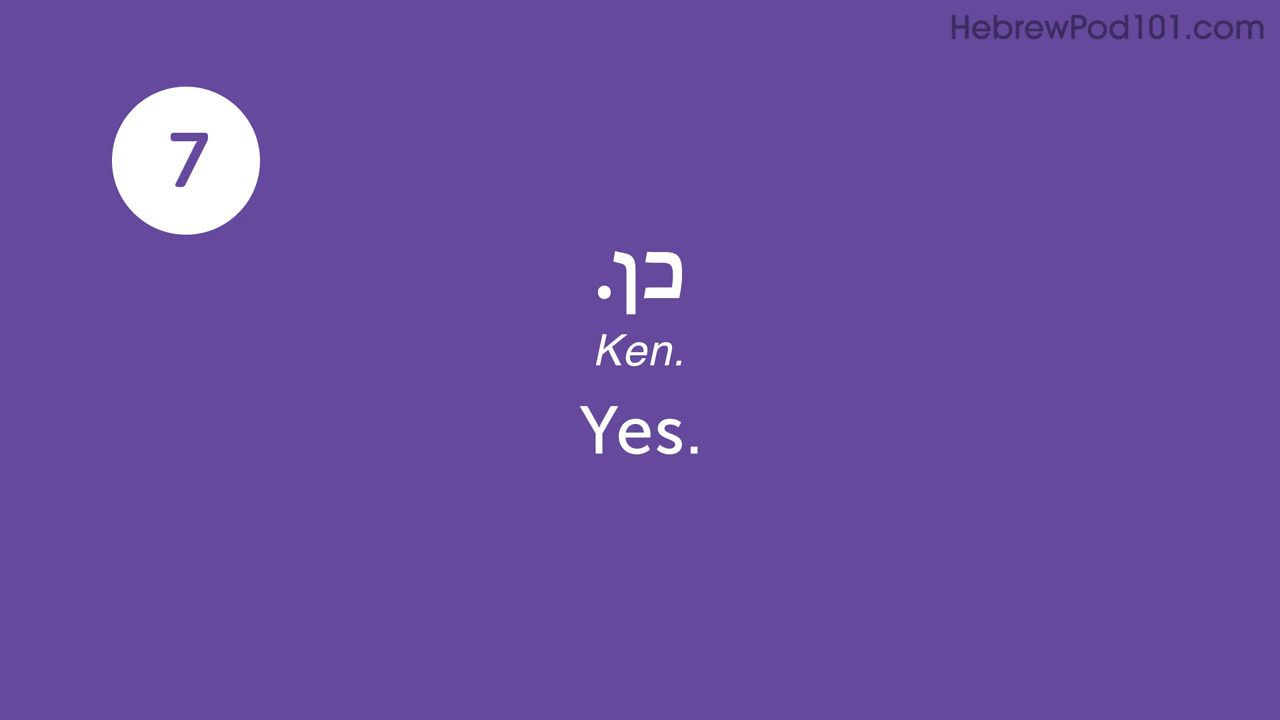 HebrewPod101.com
7
כן.
Ken.
Yes.